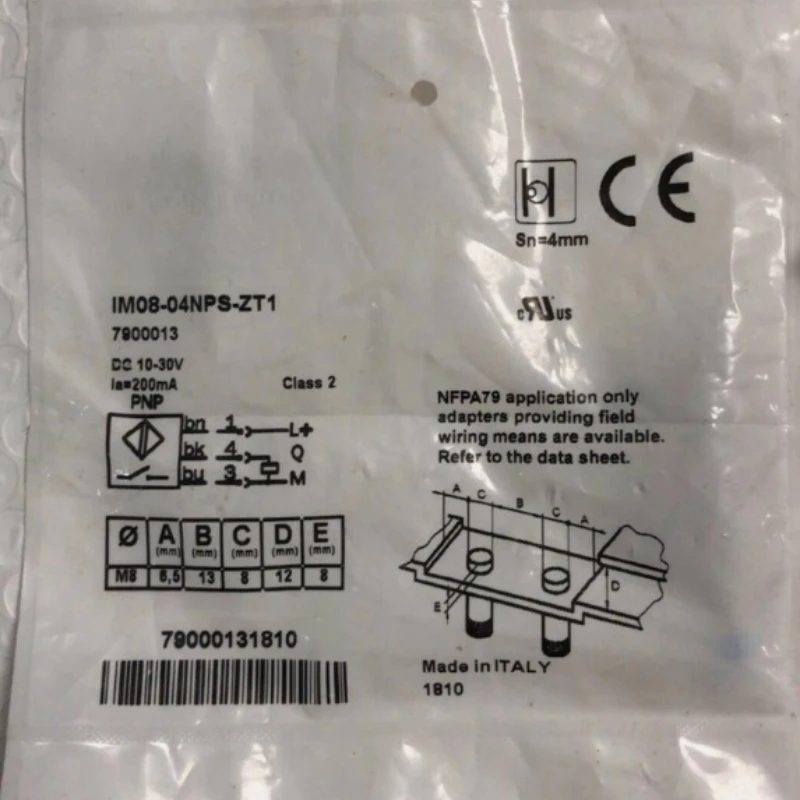 CE
Sn=4mm
IM08-04NPS-ZT1
7900013
cRUus
DC 10-30V
Ia=200mA
Class 2
PNP
bn 1 L+
bk 4 Q
bu 3 M
NFPA79 application only
adapters providing field
wiring means are available.
Refer to the data sheet.
A C B C A
D
E
Ø A B C D E
(mm) (mm) (mm) (mm) (mm)
M8 6,5 13 8 12 8
79000131810
Made in ITALY
1810